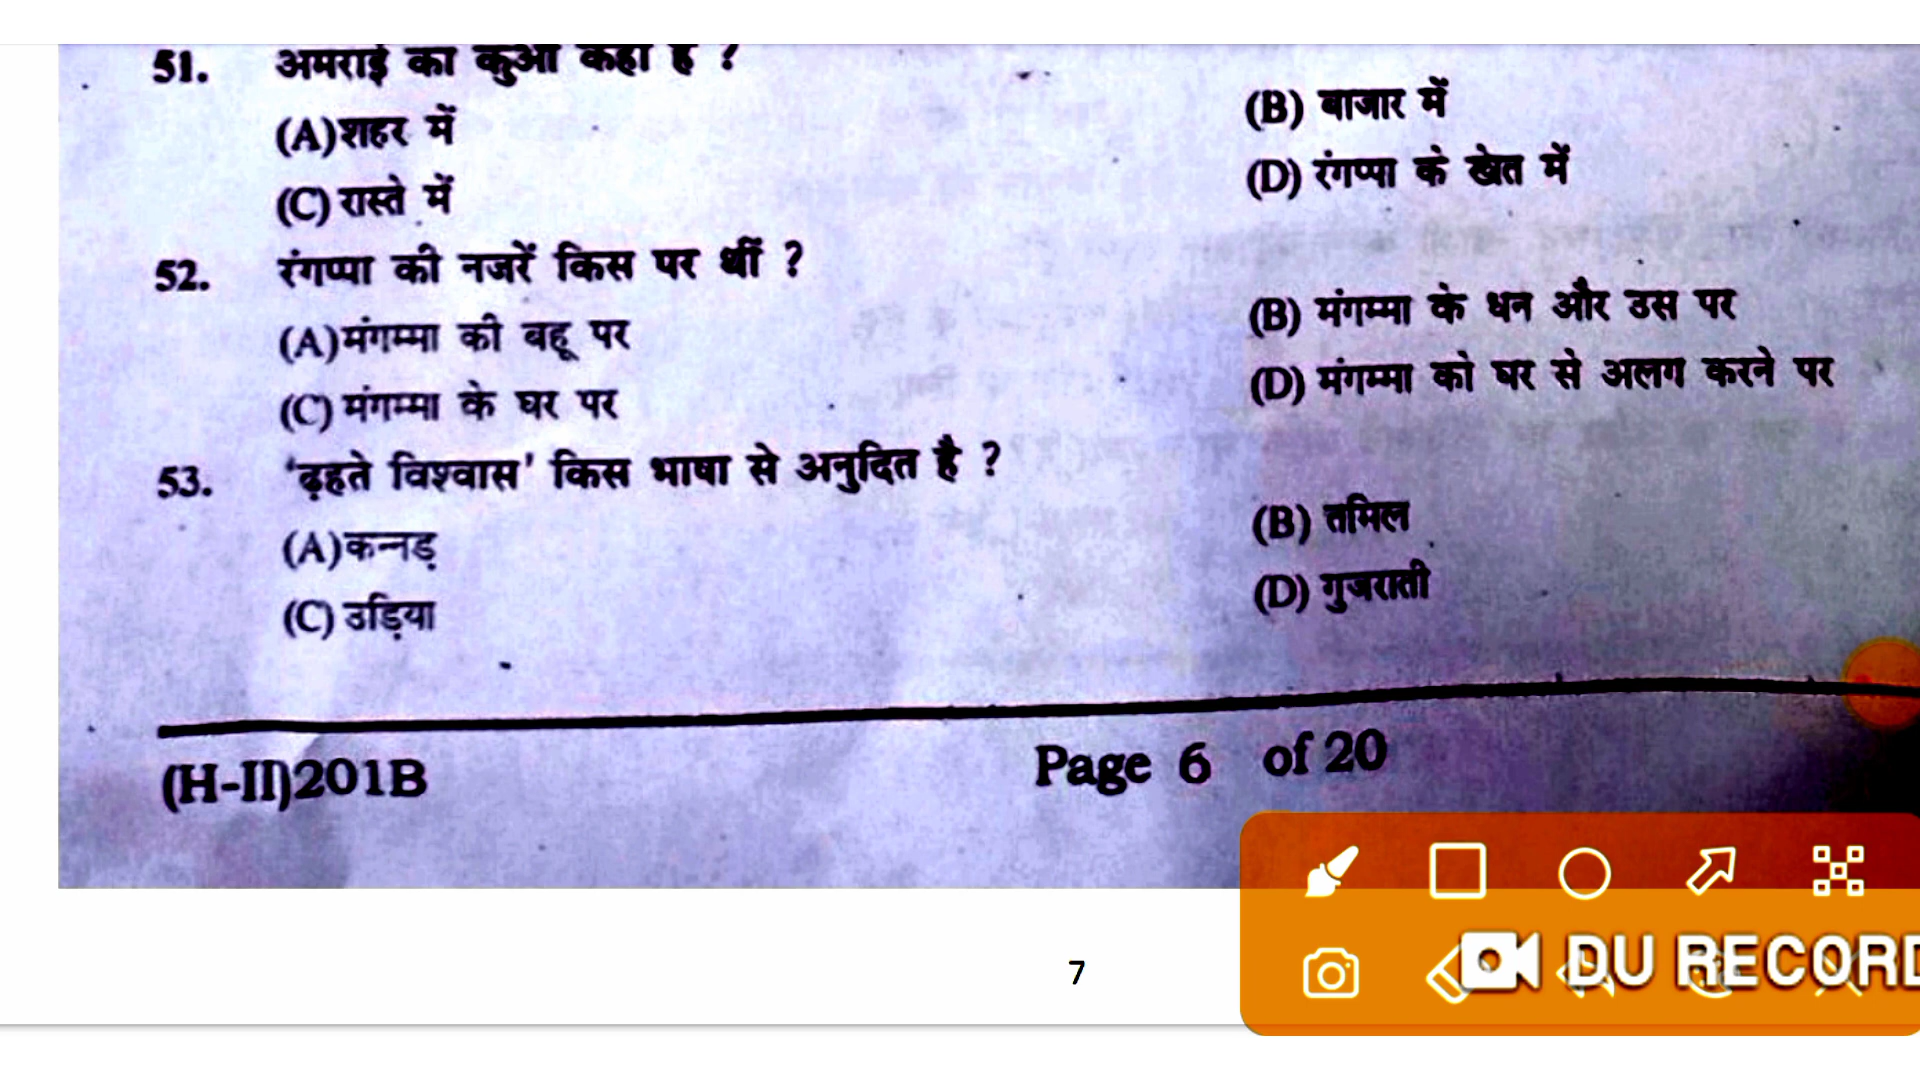 51. अमराई का कुआँ कहाँ है ?
(A)शहर में
(B) बाजार में
(C) रास्ते में
(D) रंगप्पा के खेत में
52. रंगप्पा की नजरें किस पर थीं ?
(A)मंगम्मा की बहू पर
(B) मंगम्मा के धन और उस पर
(C) मंगम्मा के घर पर
(D) मंगम्मा को घर से अलग करने पर
53. 'ढ़हते विश्वास' किस भाषा से अनुदित है ?
(A)कन्नड़
(B) तमिल
(C) उड़िया
(D) गुजराती
(H-II)201B
Page 6 of 20
7
DU RECORD